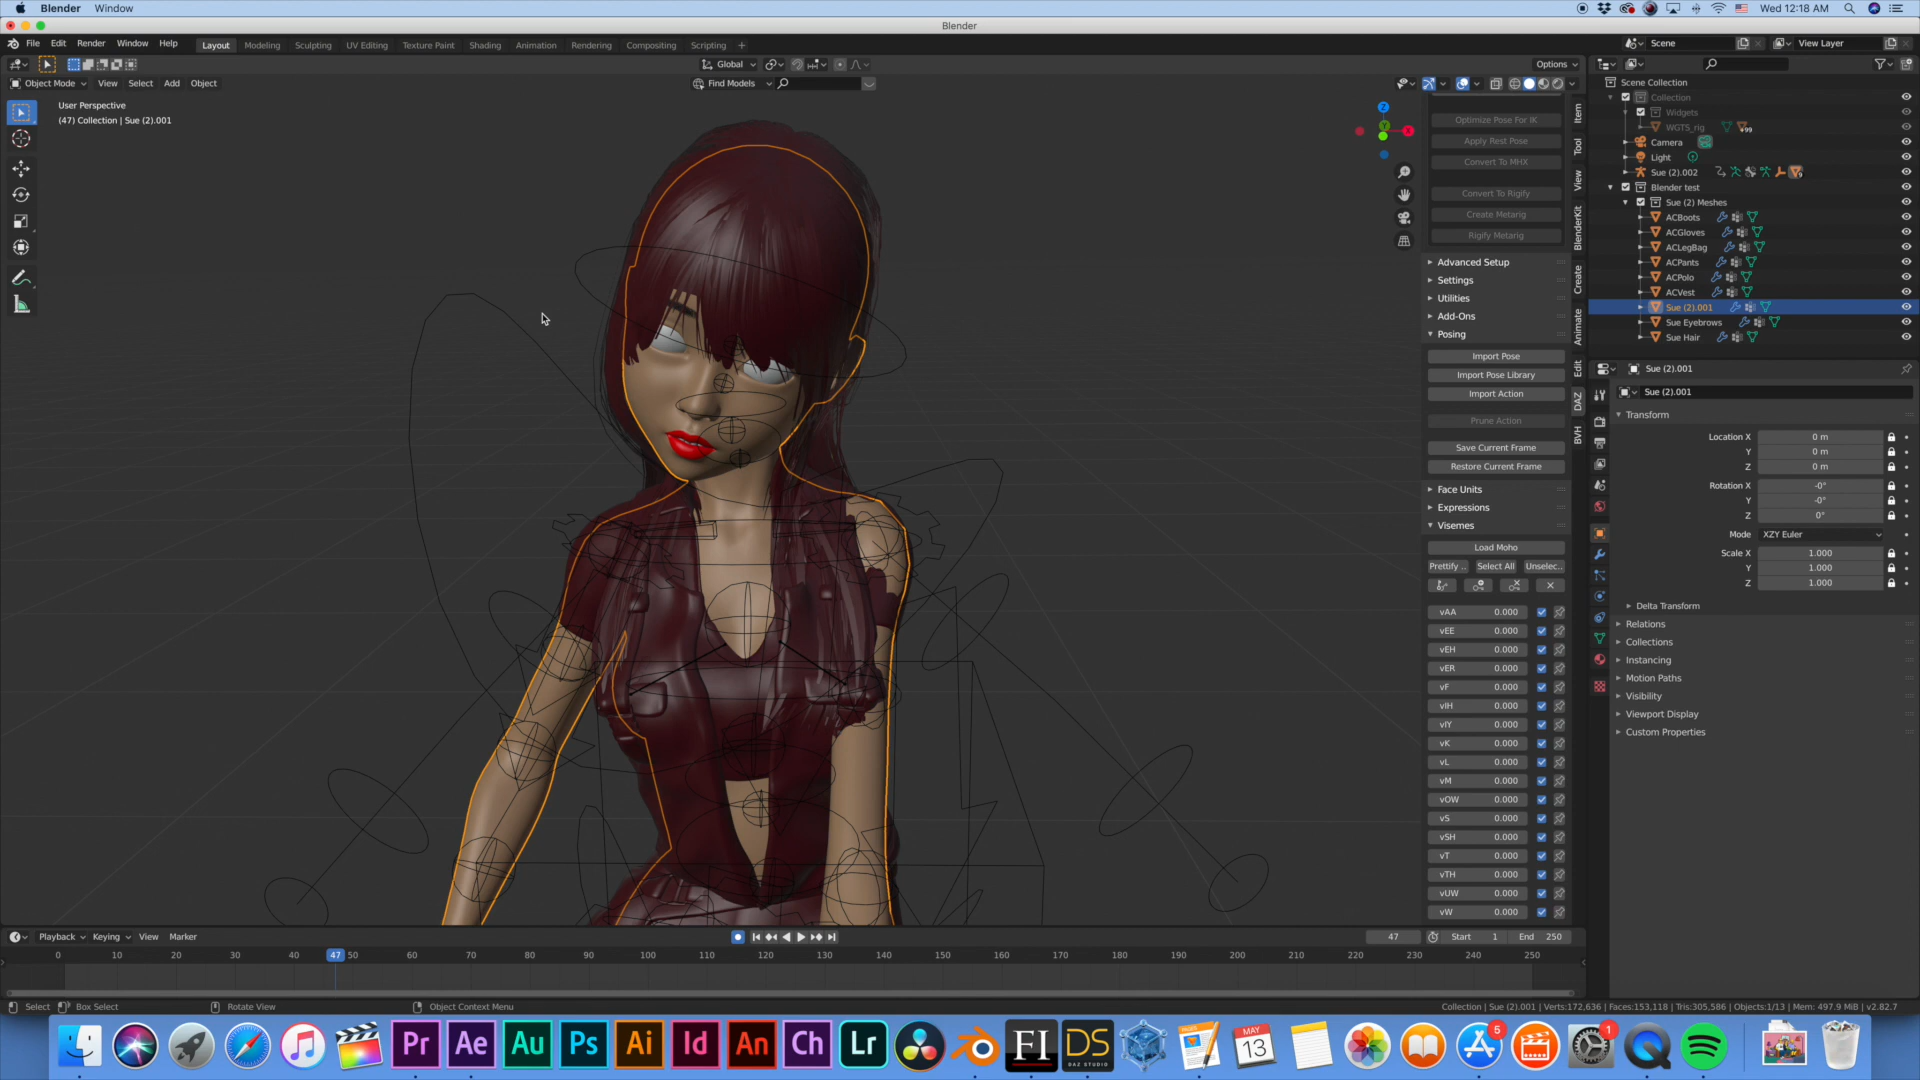 Blender Window
Wed 12:18 AM
Blender
File Edit Render Window Help
Layout Modeling Sculpting UV Editing Texture Paint Shading Animation Rendering Compositing Scripting +
Scene
View Layer
Global
Options
Object Mode View Select Add Object
Find Models
User Perspective
(47) Collection | Sue (2).001
Z
X
Y
Optimize Pose For IK
Apply Rest Pose
Convert To MHX
Convert To Rigify
Create Metarig
Rigify Metarig
Advanced Setup
Settings
Utilities
Add-Ons
Posing
Import Pose
Import Pose Library
Import Action
Prune Action
Save Current Frame
Restore Current Frame
Face Units
Expressions
Visemes
Load Moho
Prettify .. Select All Unselec..
vAA 0.000
vEE 0.000
vEH 0.000
vER 0.000
vF 0.000
vIH 0.000
vIY 0.000
vK 0.000
vL 0.000
vM 0.000
vOW 0.000
vS 0.000
vSH 0.000
vT 0.000
vTH 0.000
vUW 0.000
vW 0.000
Item
Tool
View
BlenderKit
Create
Animate
Edit
DAZ
BVH
Scene Collection
Collection
Widgets
WGTS_rig
99
Camera
Light
Sue (2).002
9
Blender test
Sue (2) Meshes
ACBoots
ACGloves
ACLegBag
ACPants
ACPolo
ACVest
Sue (2).001
Sue Eyebrows
Sue Hair
Sue (2).001
Sue (2).001
Transform
Location X 0 m
Y 0 m
Z 0 m
Rotation X -0°
Y -0°
Z 0°
Mode XZY Euler
Scale X 1.000
Y 1.000
Z 1.000
Delta Transform
Relations
Collections
Instancing
Motion Paths
Visibility
Viewport Display
Custom Properties
Playback Keying View Marker
47
Start 1 End 250
0 10 20 30 40 47 50 60 70 80 90 100 110 120 130 140 150 160 170 180 190 200 210 220 230 240 250
Select Box Select Rotate View Object Context Menu
Collection | Sue (2).001 | Verts:172,636 | Faces:153,118 | Tris:305,586 | Objects:1/13 | Mem: 497.9 MiB | v2.82.7
Pr Ae Au Ps Ai Id An Ch Lr FI DS
DAZ STUDIO
MAY
13
5
1